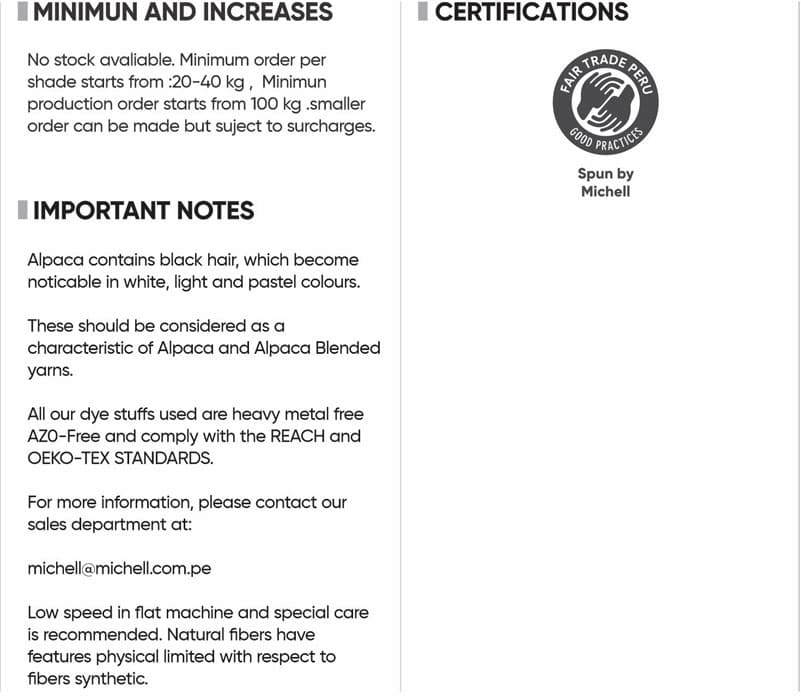 MINIMUN AND INCREASES
No stock avaliable. Minimum order per
shade starts from :20-40 kg , Minimun
production order starts from 100 kg .smaller
order can be made but suject to surcharges.
IMPORTANT NOTES
Alpaca contains black hair, which become
noticable in white, light and pastel colours.
These should be considered as a
characteristic of Alpaca and Alpaca Blended
yarns.
All our dye stuffs used are heavy metal free
AZ0-Free and comply with the REACH and
OEKO-TEX STANDARDS.
For more information, please contact our
sales department at:
michell@michell.com.pe
Low speed in flat machine and special care
is recommended. Natural fibers have
features physical limited with respect to
fibers synthetic.
CERTIFICATIONS
FAIR TRADE PERU
GOOD PRACTICES
Spun by
Michell